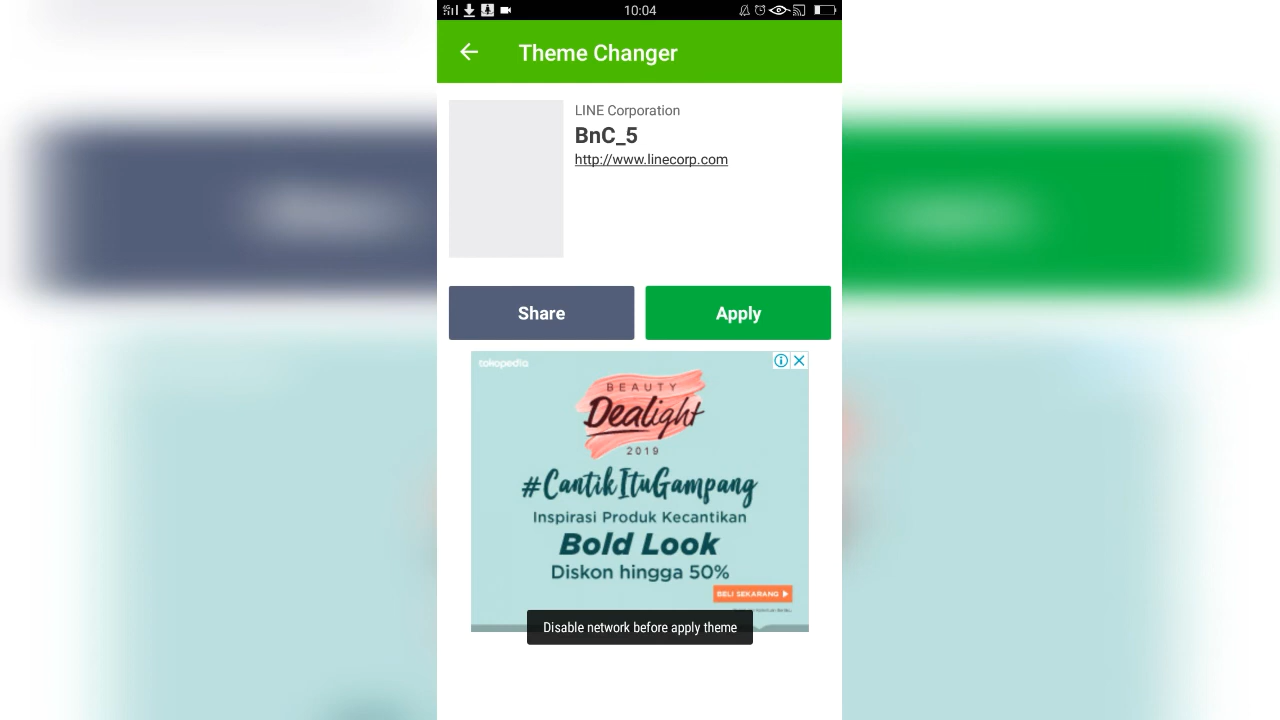 4G
10:04
Theme Changer
LINE Corporation
BnC_5
http://www.linecorp.com
Share
Apply
tokopedia
BEAUTY
Dealight
2019
#CantikItuGampang
Inspirasi Produk Kecantikan
Bold Look
Diskon hingga 50%
BELI SEKARANG
Disable network before apply theme